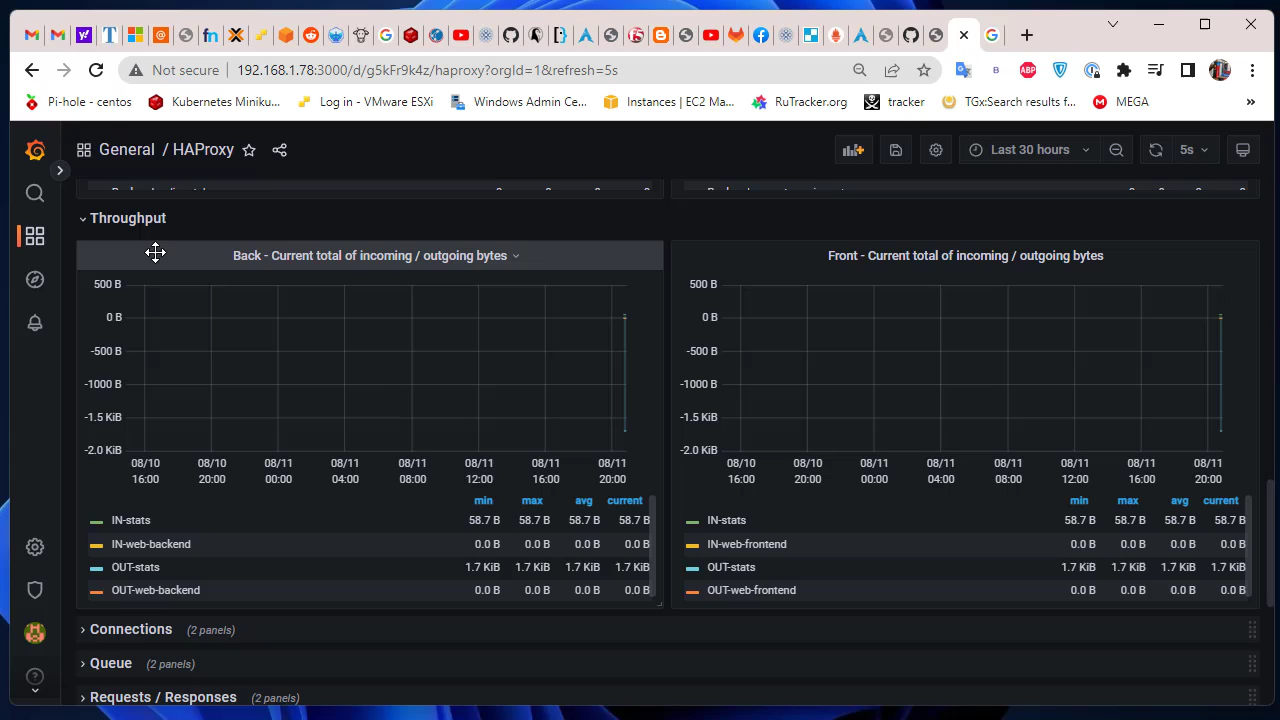 Not secure 192.168.1.78:3000/d/g5kFr9k4z/haproxy?orgId=1&refresh=5s
Pi-hole - centos Kubernetes Miniku... Log in - VMware ESXi Windows Admin Ce... Instances | EC2 Ma... RuTracker.org tracker TGx:Search results f... MEGA »
General / HAProxy Last 30 hours 5s
Throughput
Back - Current total of incoming / outgoing bytes
500 B
0 B
-500 B
-1000 B
-1.5 KiB
-2.0 KiB
08/10 08/10 08/11 08/11 08/11 08/11 08/11 08/11
16:00 20:00 00:00 04:00 08:00 12:00 16:00 20:00
min max avg current
IN-stats 58.7 B 58.7 B 58.7 B 58.7 B
IN-web-backend 0.0 B 0.0 B 0.0 B 0.0 B
OUT-stats 1.7 KiB 1.7 KiB 1.7 KiB 1.7 KiB
OUT-web-backend 0.0 B 0.0 B 0.0 B 0.0 B
Front - Current total of incoming / outgoing bytes
500 B
0 B
-500 B
-1000 B
-1.5 KiB
-2.0 KiB
08/10 08/10 08/11 08/11 08/11 08/11 08/11 08/11
16:00 20:00 00:00 04:00 08:00 12:00 16:00 20:00
min max avg current
IN-stats 58.7 B 58.7 B 58.7 B 58.7 B
IN-web-frontend 0.0 B 0.0 B 0.0 B 0.0 B
OUT-stats 1.7 KiB 1.7 KiB 1.7 KiB 1.7 KiB
OUT-web-frontend 0.0 B 0.0 B 0.0 B 0.0 B
Connections (2 panels)
Queue (2 panels)
Requests / Responses (2 panels)